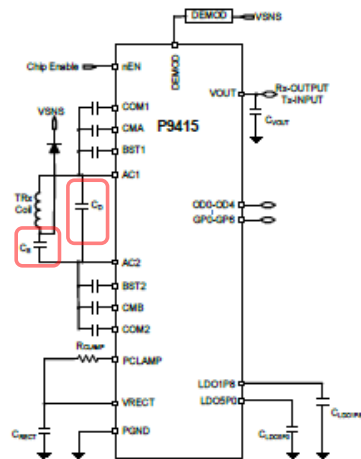 DEMOD
VSNS
Chip Enable
nEN
DEMOD
VSNS
COM1
CMA
BST1
P9415
VOUT
Rx-OUTPUT
Tx-INPUT
CVOUT
AC1
TRx
Coil
CD
CS
OD0-OD4
GP0-GP6
AC2
BST2
CMB
COM2
RCLAMP
PCLAMP
VRECT
PGND
CRECT
LDO1P8
LDO5P0
CLDO1P8
CLDO5P0